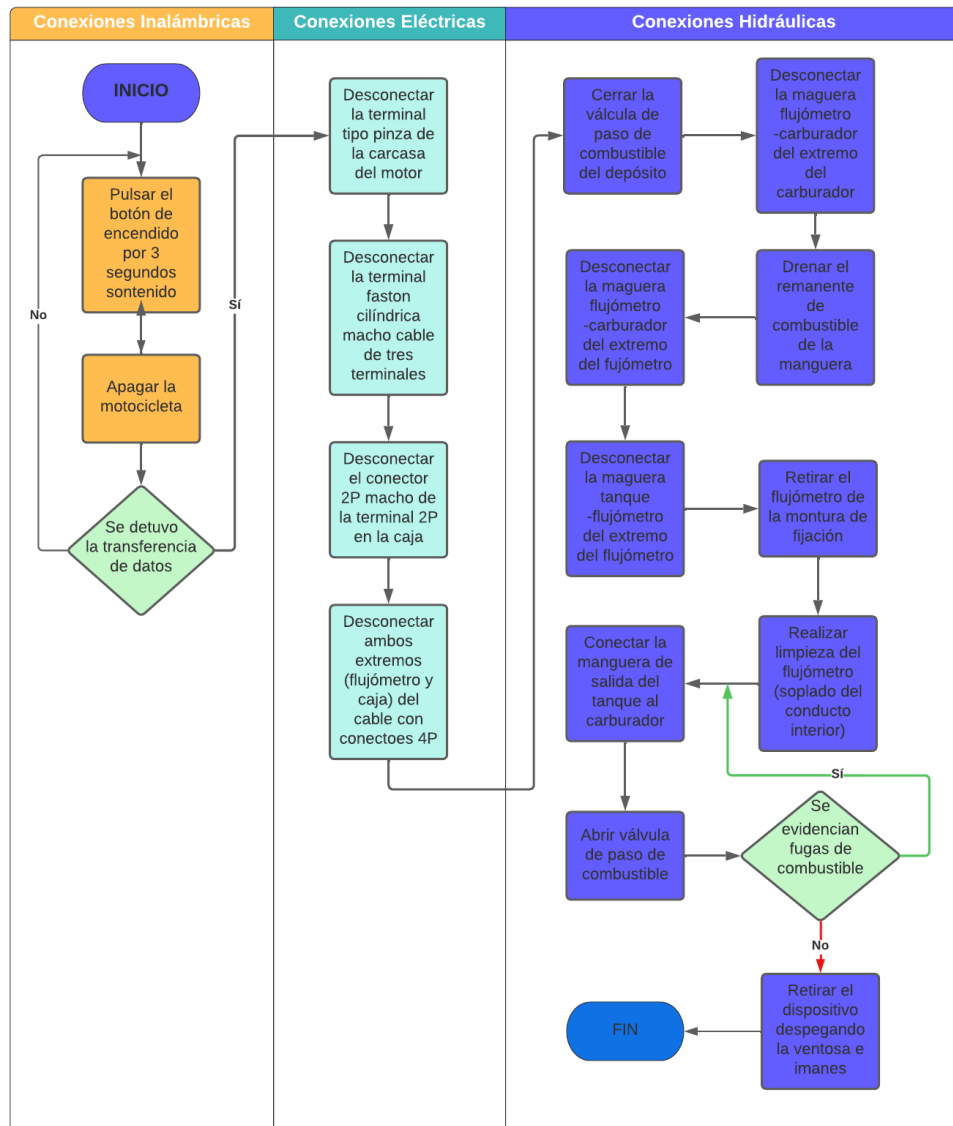 Conexiones Inalámbricas
INICIO
Pulsar el
botón de
encendido
por 3
segundos
sontenido
No
Sí
Apagar la
motocicleta
Se detuvo
la transferencia
de datos
Conexiones Eléctricas
Desconectar
la terminal
tipo pinza de
la carcasa
del motor
Desconectar
la terminal
faston
cilíndrica
macho cable
de tres
terminales
Desconectar
el conector
2P macho de
la terminal 2P
en la caja
Desconectar
ambos
extremos
(flujómetro y
caja) del
cable con
conectoes 4P
Conexiones Hidráulicas
Cerrar la
válcula de
paso de
combustible
del depósito
Desconectar
la maguera
flujómetro
-carburador
del extremo
del
carburador
Drenar el
remanente
de
combustible
de la
manguera
Desconectar
la maguera
flujómetro
-carburador
del extremo
del fujómetro
Desconectar
la maguera
tanque
-flujómetro
del extremo
del flujómetro
Retirar el
flujómetro de
la montura de
fijación
Realizar
limpieza del
flujómetro
(soplado del
conducto
interior)
Conectar la
manguera de
salida del
tanque al
carburador
Abrir válvula
de paso de
combustible
Se
evidencian
fugas de
combustible
Sí
No
Retirar el
dispositivo
despegando
la ventosa e
imanes
FIN